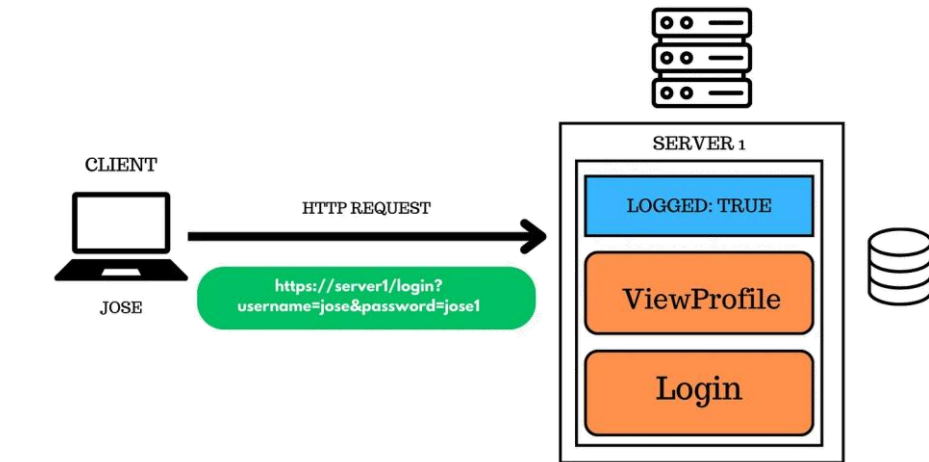 SERVER 1
CLIENT
LOGGED: TRUE
HTTP REQUEST
https://server1/login?
username=jose&password=jose1
ViewProfile
JOSE
Login